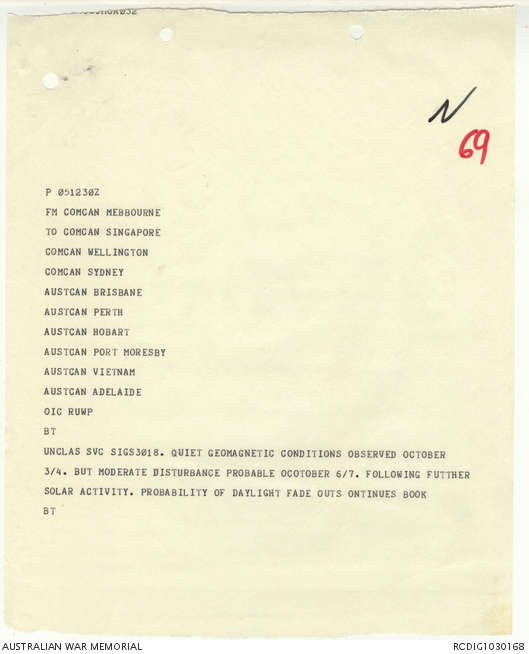 N
69
P 051230Z
FM COMCAN MEBBOURNE
TO COMCAN SINGAPORE
COMCAN WELLINGTON
COMCAN SYDNEY
AUSTCAN BRISBANE
AUSTCAN PERTH
AUSTCAN HOBART
AUSTCAN PORT MORESBY
AUSTCAN VIETNAM
AUSTCAN ADELAIDE
OIC RUWP
BT
UNCLAS SVC SIGS3018. QUIET GEOMAGNETIC CONDITIONS OBSERVED OCTOBER
3/4. BUT MODERATE DISTURBANCE PROBABLE OCOTOBER 6/7. FOLLOWING FUTTHER
SOLAR ACTIVITY. PROBABILITY OF DAYLIGHT FADE OUTS ONTINUES BOOK
BT
AUSTRALIAN WAR MEMORIAL
RCDIG1030168